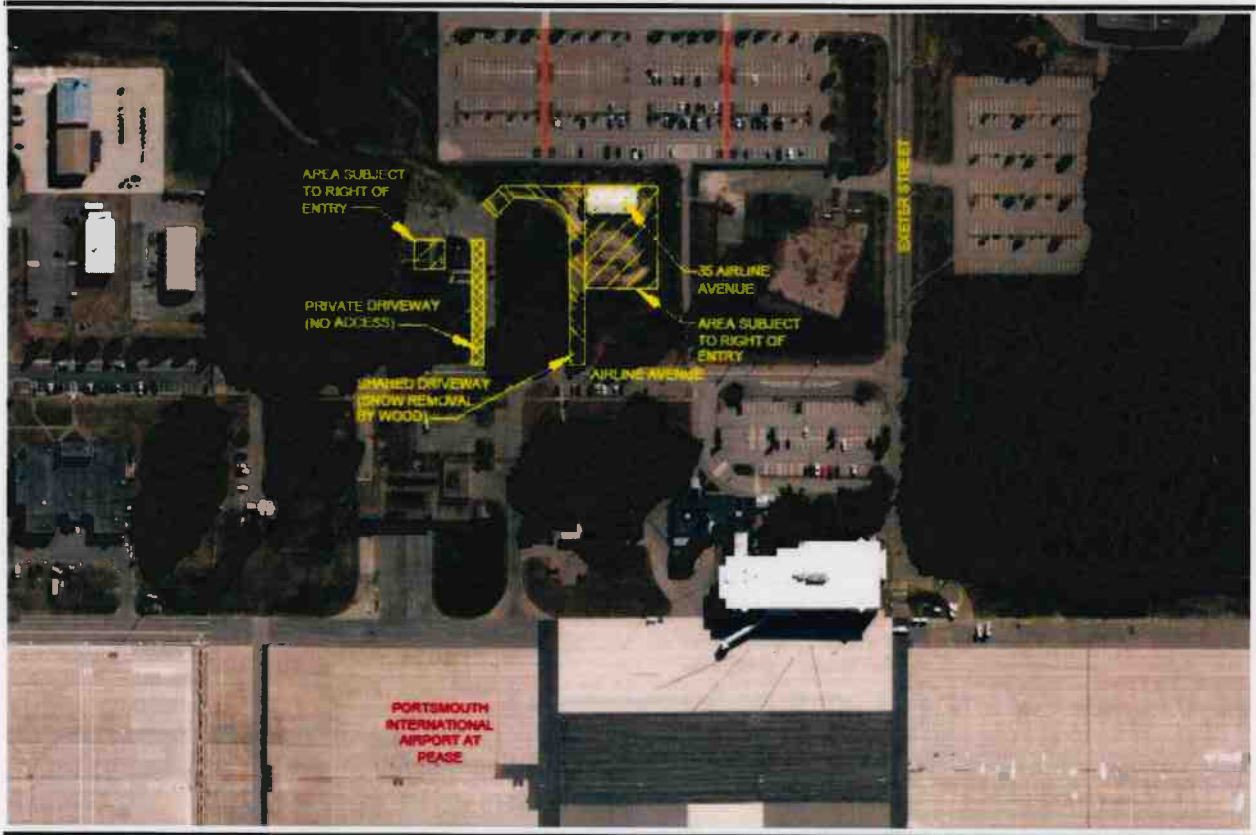 AREA SUBJECT
TO RIGHT OF
ENTRY
PRIVATE DRIVEWAY
(NO ACCESS)
SHARED DRIVEWAY
(SNOW REMOVAL
BY WOOD)
35 AIRLINE
AVENUE
AREA SUBJECT
TO RIGHT OF
ENTRY
AIRLINE AVENUE
EXETER STREET
PORTSMOUTH
INTERNATIONAL
AIRPORT AT
PEASE